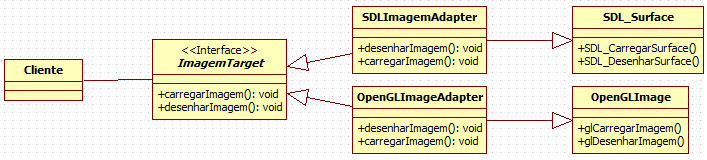 Cliente
<<Interface>>
ImagemTarget
+carregarImagem(): void
+desenharImagem(): void
SDLImagemAdapter
+desenharImagem(): void
+carregarImagem(): void
SDL_Surface
+SDL_CarregarSurface()
+SDL_DesenharSurface()
OpenGLImageAdapter
+desenharImagem(): void
+carregarImagem(): void
OpenGLImage
+glCarregarImagem()
+glDesenharImagem()